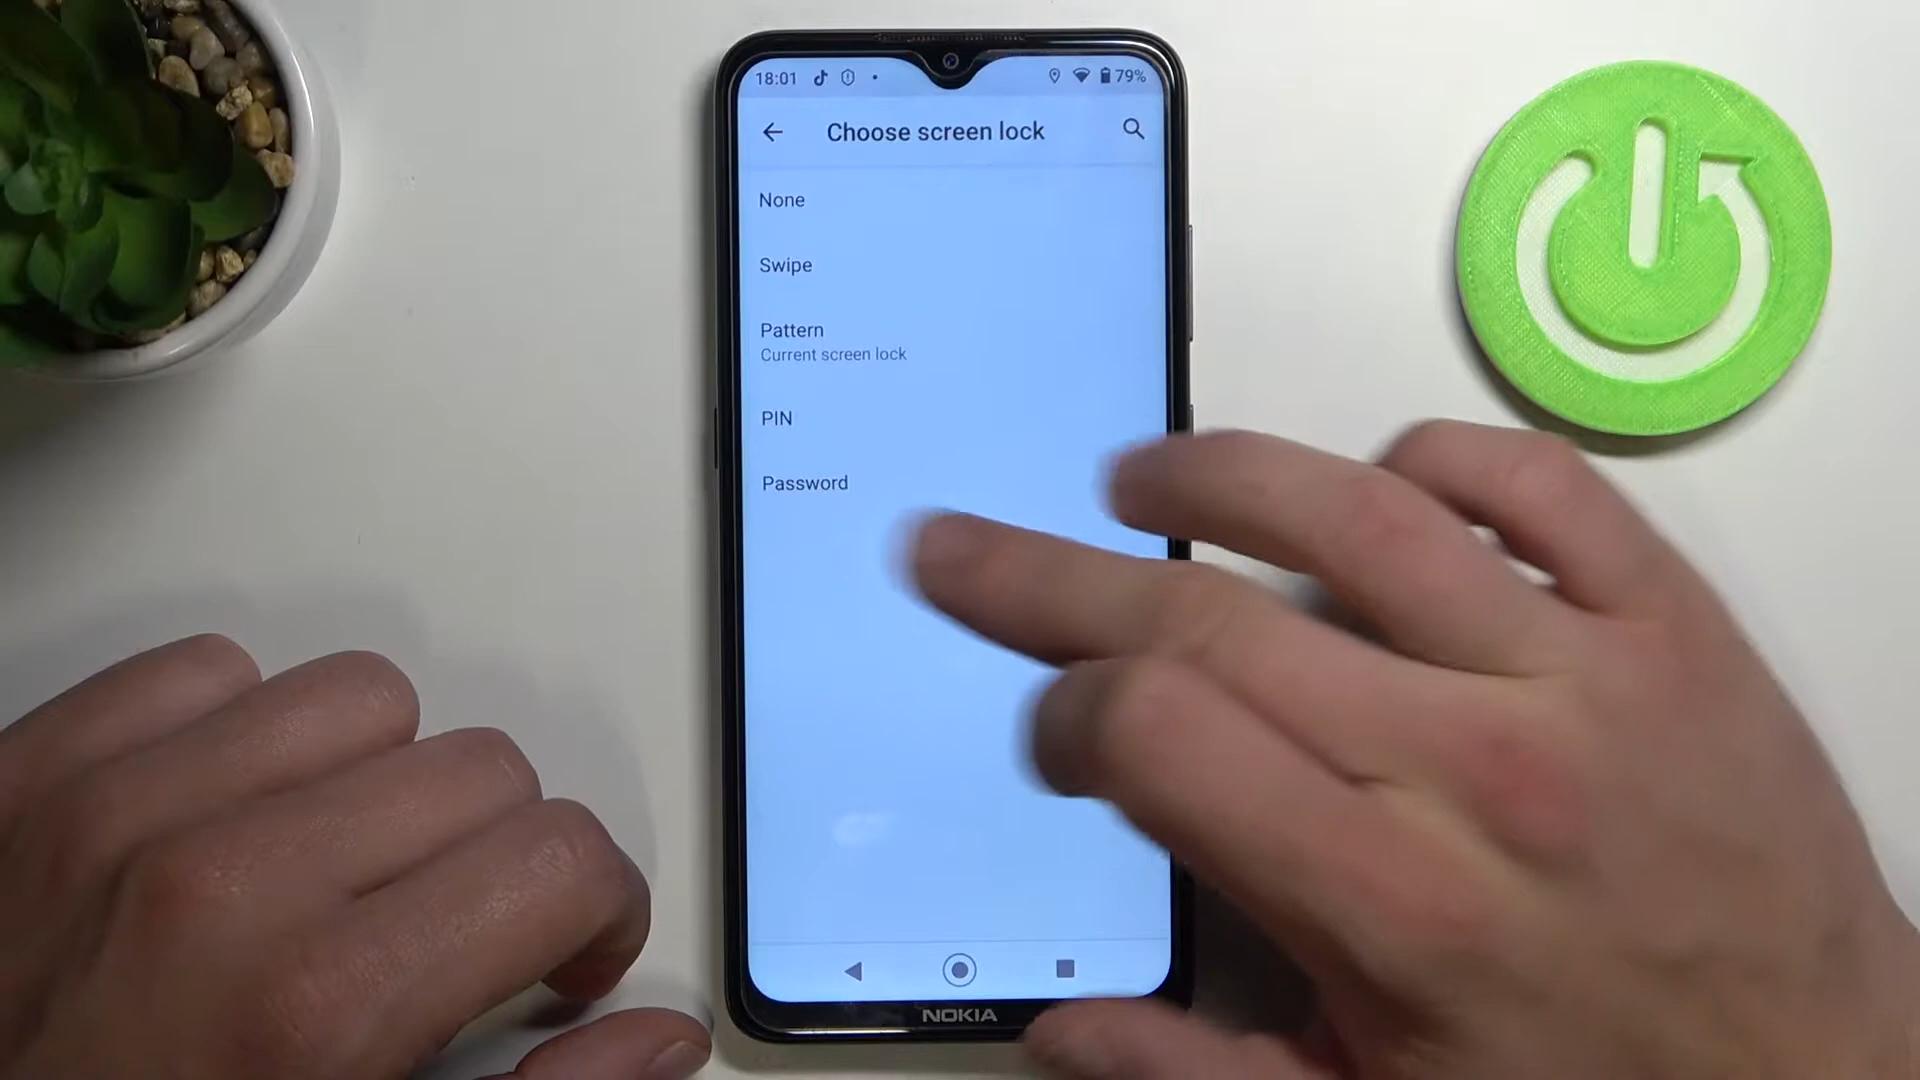 18:01
79%
Choose screen lock
None
Swipe
Pattern
Current screen lock
PIN
Password
NOKIA